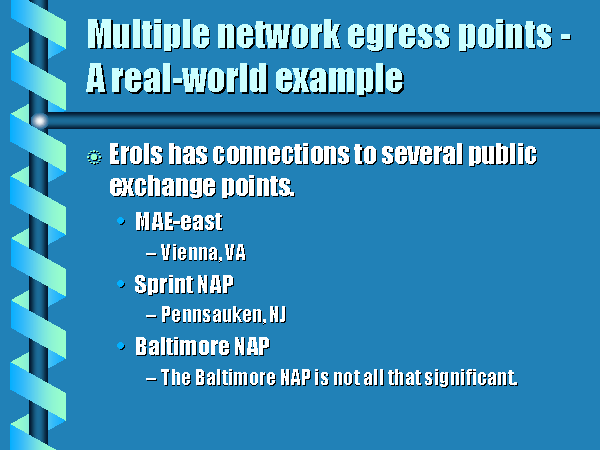 Multiple network egress points -
A real-world example
Erols has connections to several public
exchange points.
• MAE-east
– Vienna, VA
• Sprint NAP
– Pennsauken, NJ
• Baltimore NAP
– The Baltimore NAP is not all that significant.